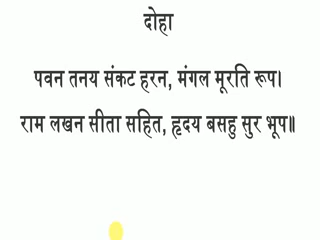 दोहा
पवन तनय संकट हरन, मंगल मूरति रूप।
राम लखन सीता सहित, हृदय बसहु सुर भूप॥